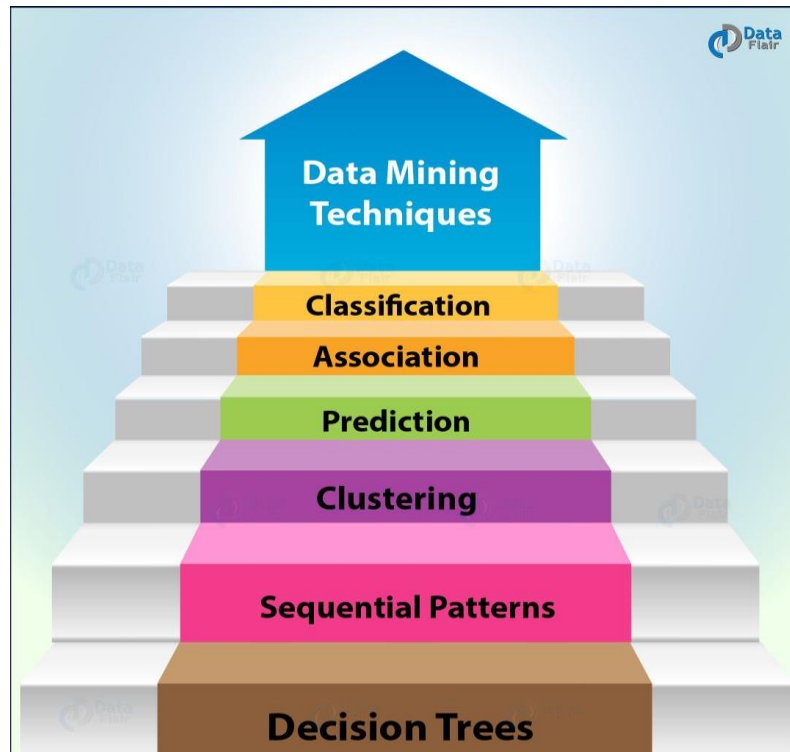 Data
Flair
Data Mining
Techniques
Classification
Association
Prediction
Clustering
Sequential Patterns
Decision Trees